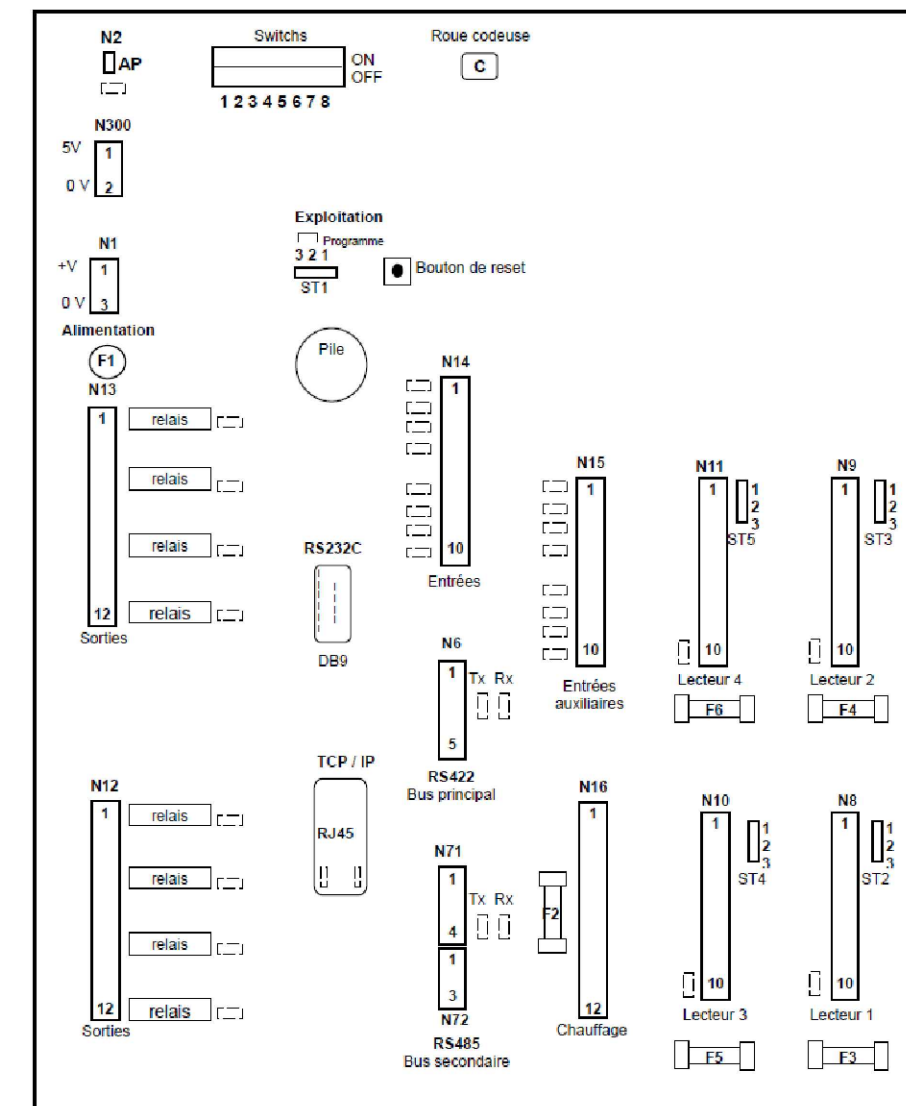 N2
AP
Switchs
ON
OFF
1 2 3 4 5 6 7 8
Roue codeuse
C
N300
5V
1
0 V
2
Exploitation
Programme
3 2 1
ST1
Bouton de reset
N1
+V
1
0 V
3
Alimentation
F1
Pile
N13
1
relais
relais
relais
relais
12
Sorties
N14
1
10
Entrées
RS232C
DB9
N15
1
10
Entrées
auxiliaires
N11
1
1
2
3
ST5
10
Lecteur 4
F6
N9
1
1
2
3
ST3
10
Lecteur 2
F4
N6
1
Tx Rx
5
RS422
Bus principal
TCP / IP
RJ45
N12
1
relais
relais
relais
relais
12
Sorties
N71
1
Tx Rx
4
1
3
N72
RS485
Bus secondaire
N16
1
F2
12
Chauffage
N10
1
1
2
3
ST4
10
Lecteur 3
F5
N8
1
1
2
3
ST2
10
Lecteur 1
F3